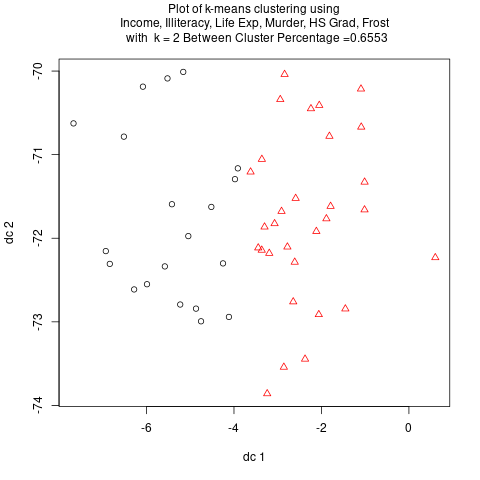 Plot of k-means clustering using
Income, Illiteracy, Life Exp, Murder, HS Grad, Frost
with k = 2 Between Cluster Percentage =0.6553
-70
-71
-72
-73
-74
dc 2
-6 -4 -2 0
dc 1